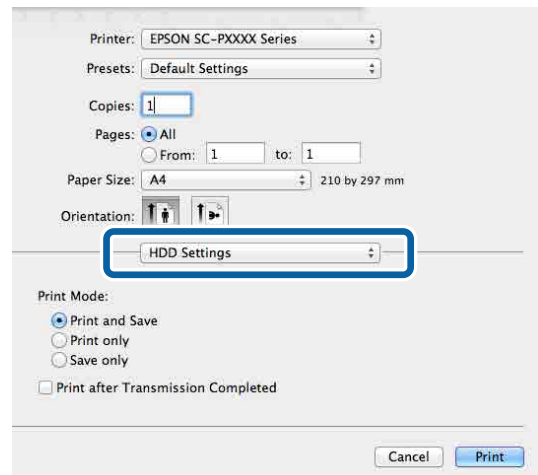 Printer: EPSON SC-PXXXX Series
Presets: Default Settings
Copies: 1
Pages: All
From: 1 to: 1
Paper Size: A4 210 by 297 mm
Orientation:
HDD Settings
Print Mode:
Print and Save
Print only
Save only
Print after Transmission Completed
Cancel Print